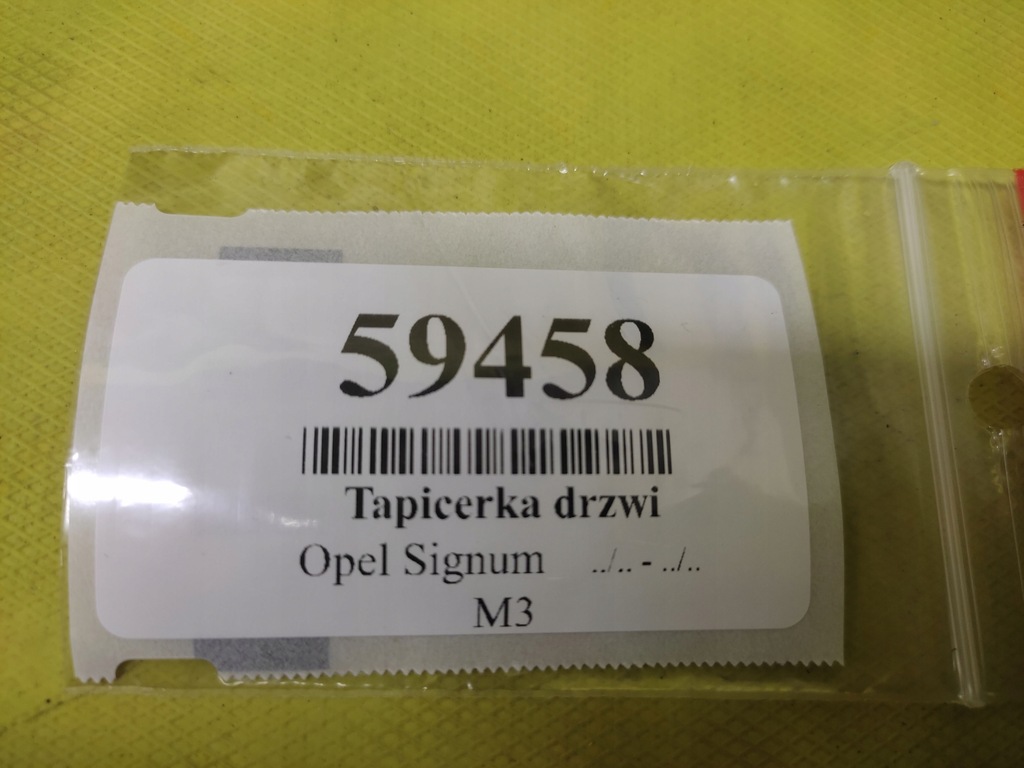 59458
Tapicerka drzwi
Opel Signum ../.. - ../..
M3